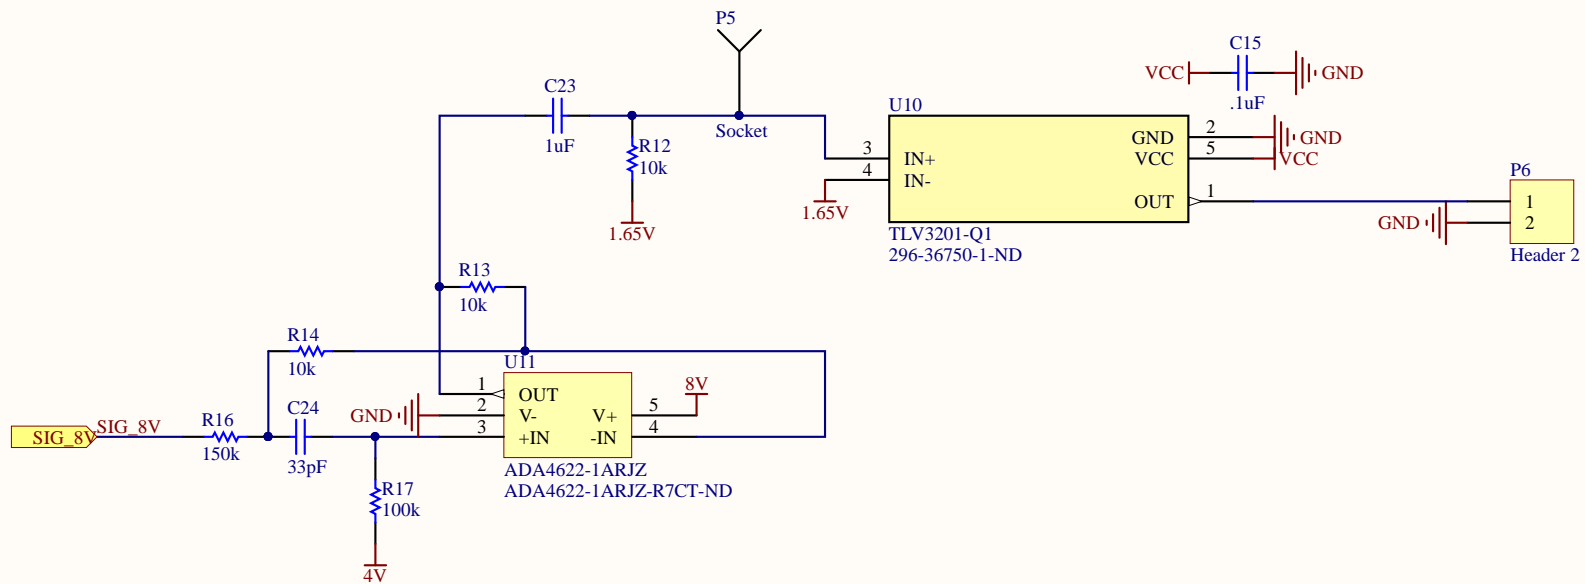 P5
C15
VCC
GND
.1uF
C23
1uF
R12
10k
Socket
1.65V
U10
3
IN+
4
IN-
1.65V
GND
2
GND
VCC
5
VCC
OUT
1
TLV3201-Q1
296-36750-1-ND
P6
1
GND
2
Header 2
R13
10k
R14
10k
U11
1
OUT
8V
GND
2
V-
V+
5
3
+IN
-IN
4
ADA4622-1ARJZ
ADA4622-1ARJZ-R7CT-ND
SIG_8V
SIG_8V
R16
150k
C24
33pF
R17
100k
4V